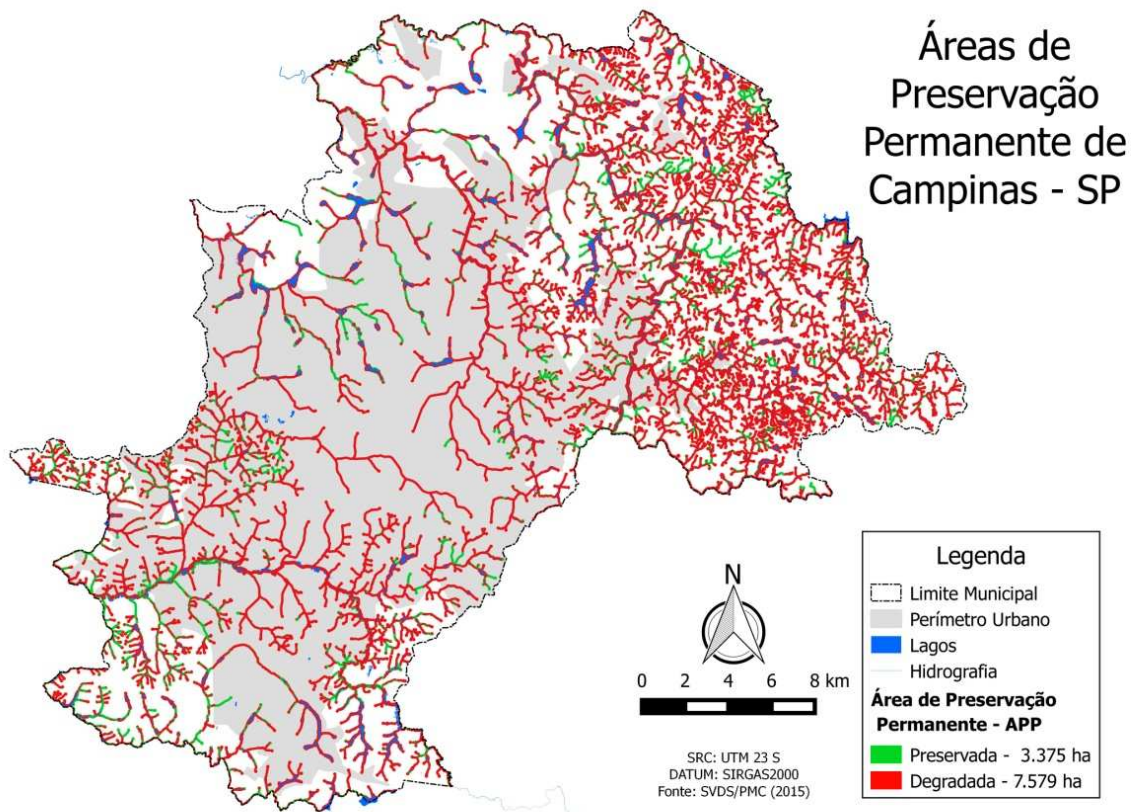 Áreas de
Preservação
Permanente de
Campinas - SP
N
0 2 4 6 8 km
SRC: UTM 23 S
DATUM: SIRGAS2000
Fonte: SVDS/PMC (2015)
Legenda
Limite Municipal
Perímetro Urbano
Lagos
Hidrografia
Área de Preservação
Permanente - APP
Preservada - 3.375 ha
Degradada - 7.579 ha